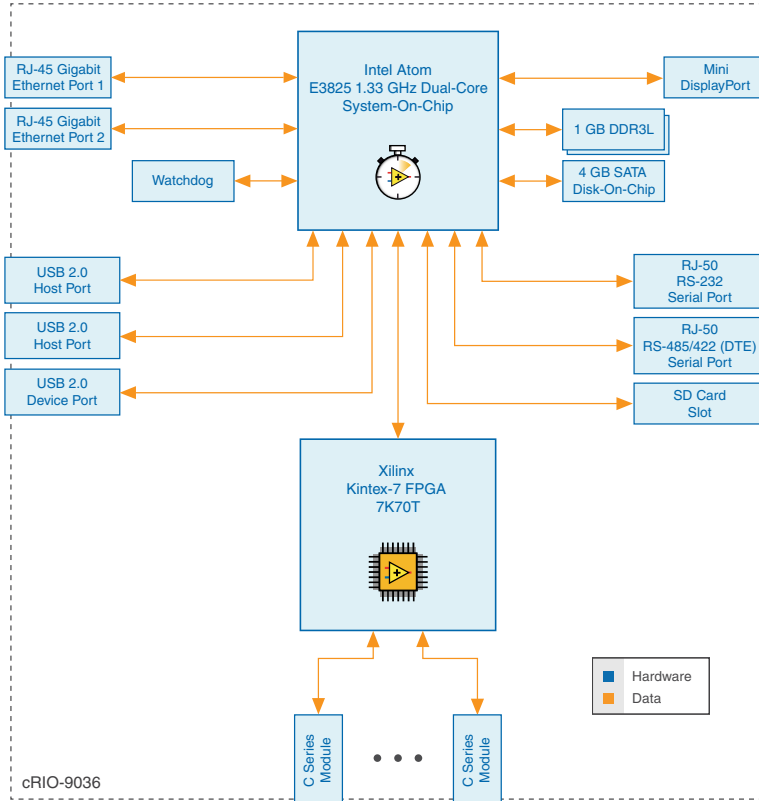 RJ-45 Gigabit
Ethernet Port 1
RJ-45 Gigabit
Ethernet Port 2
Watchdog
Intel Atom
E3825 1.33 GHz Dual-Core
System-On-Chip
Mini
DisplayPort
1 GB DDR3L
4 GB SATA
Disk-On-Chip
USB 2.0
Host Port
USB 2.0
Host Port
USB 2.0
Device Port
RJ-50
RS-232
Serial Port
RJ-50
RS-485/422 (DTE)
Serial Port
SD Card
Slot
Xilinx
Kintex-7 FPGA
7K70T
Hardware
Data
C Series
Module
C Series
Module
cRIO-9036